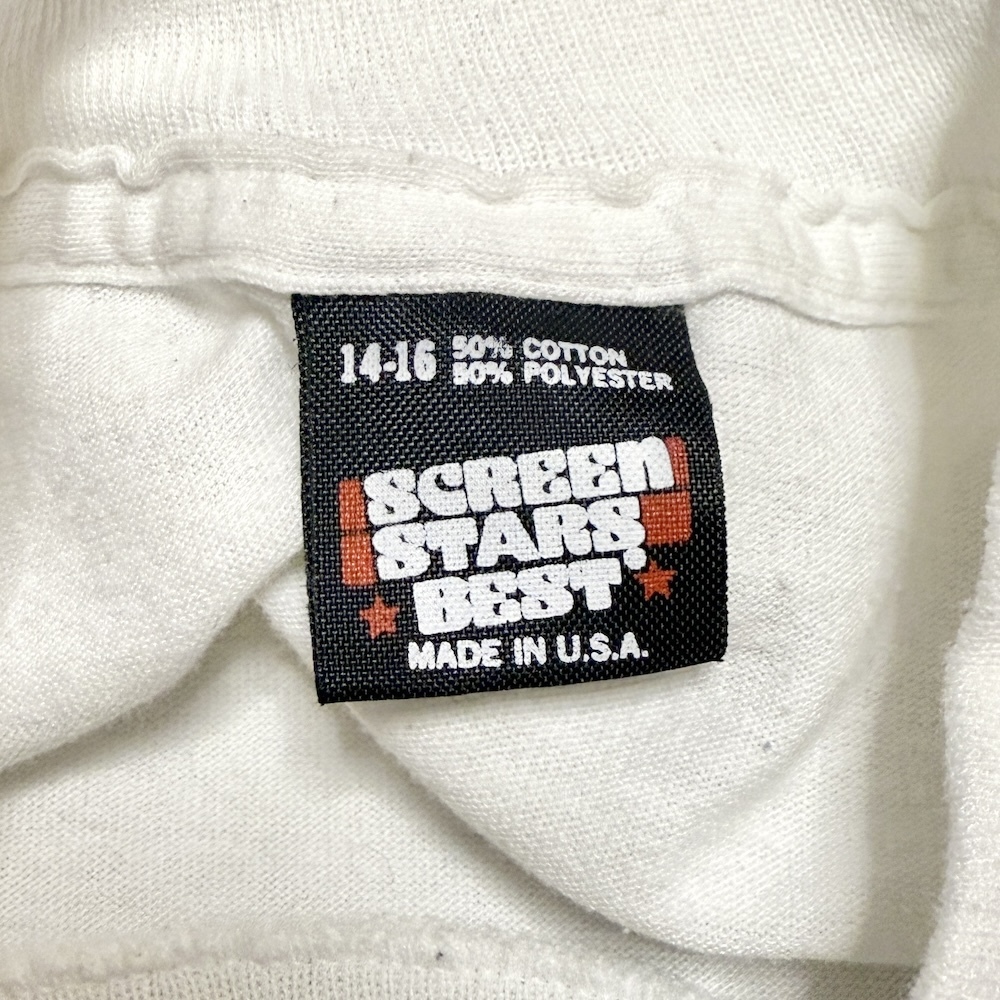 14-16 50% COTTON
50% POLYESTER
SCREEN
STARS
BEST®
MADE IN U.S.A.